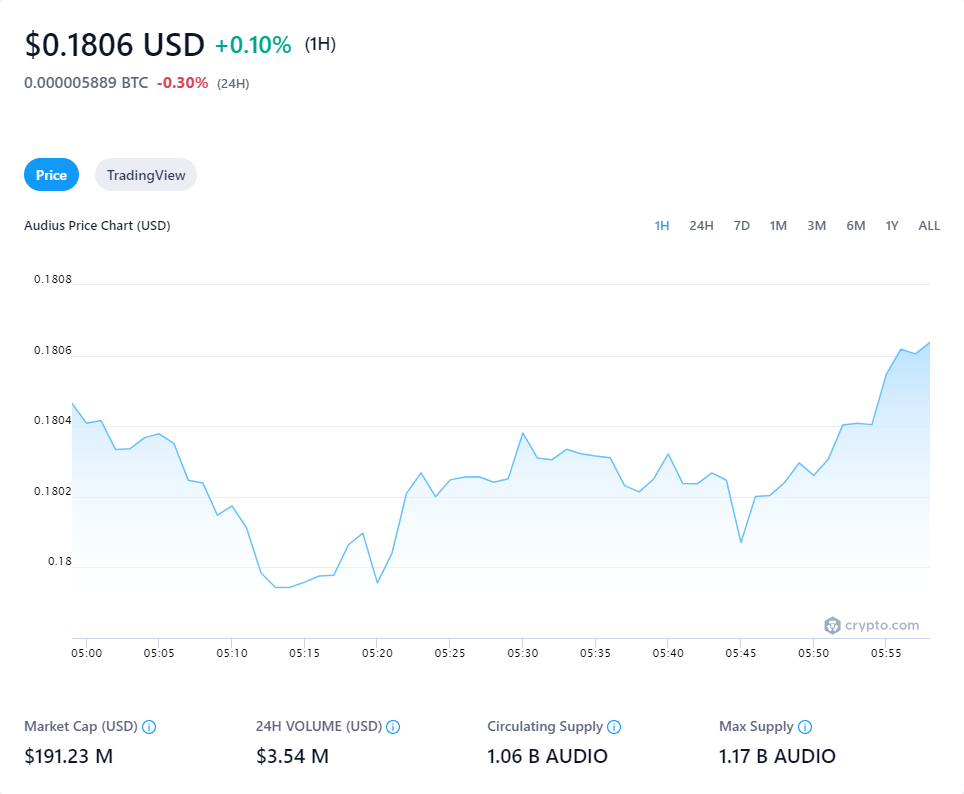 $0.1806 USD +0.10% (1H)
0.000005889 BTC -0.30% (24H)
Price TradingView
Audius Price Chart (USD) 1H 24H 7D 1M 3M 6M 1Y ALL
0.1808
0.1806
0.1804
0.1802
0.18
crypto.com
05:00 05:05 05:10 05:15 05:20 05:25 05:30 05:35 05:40 05:45 05:50 05:55
Market Cap (USD) 24H VOLUME (USD) Circulating Supply Max Supply
$191.23 M $3.54 M 1.06 B AUDIO 1.17 B AUDIO